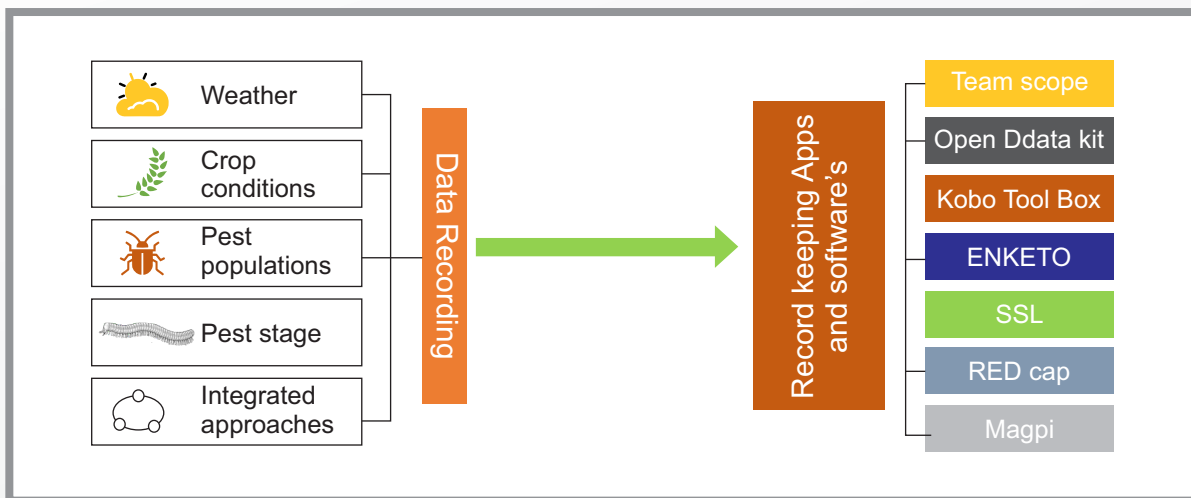 Weather
Crop
conditions
Pest
populations
Pest stage
Integrated
approaches
Data Recording
Record keeping Apps
and software's
Team scope
Open Ddata kit
Kobo Tool Box
ENKETO
SSL
RED cap
Magpi